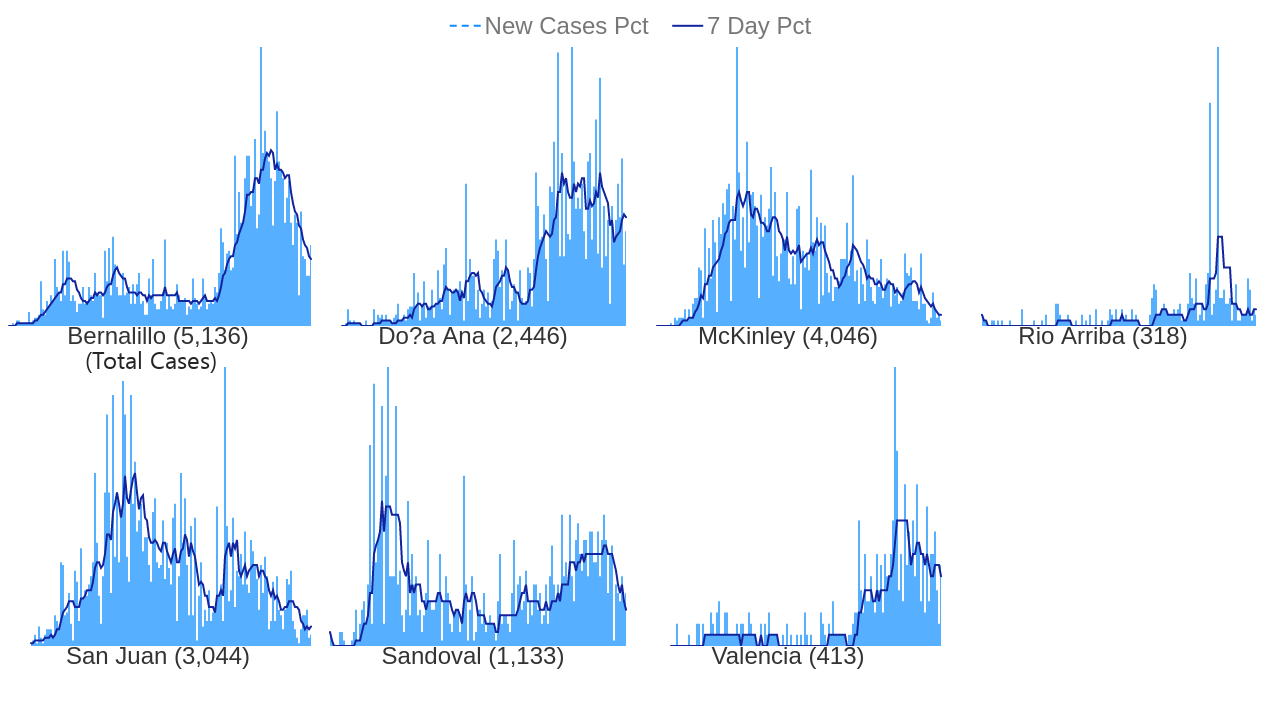 New Cases Pct 7 Day Pct
Bernalillo (5,136)
(Total Cases)
Do?a Ana (2,446)
McKinley (4,046)
Rio Arriba (318)
San Juan (3,044)
Sandoval (1,133)
Valencia (413)